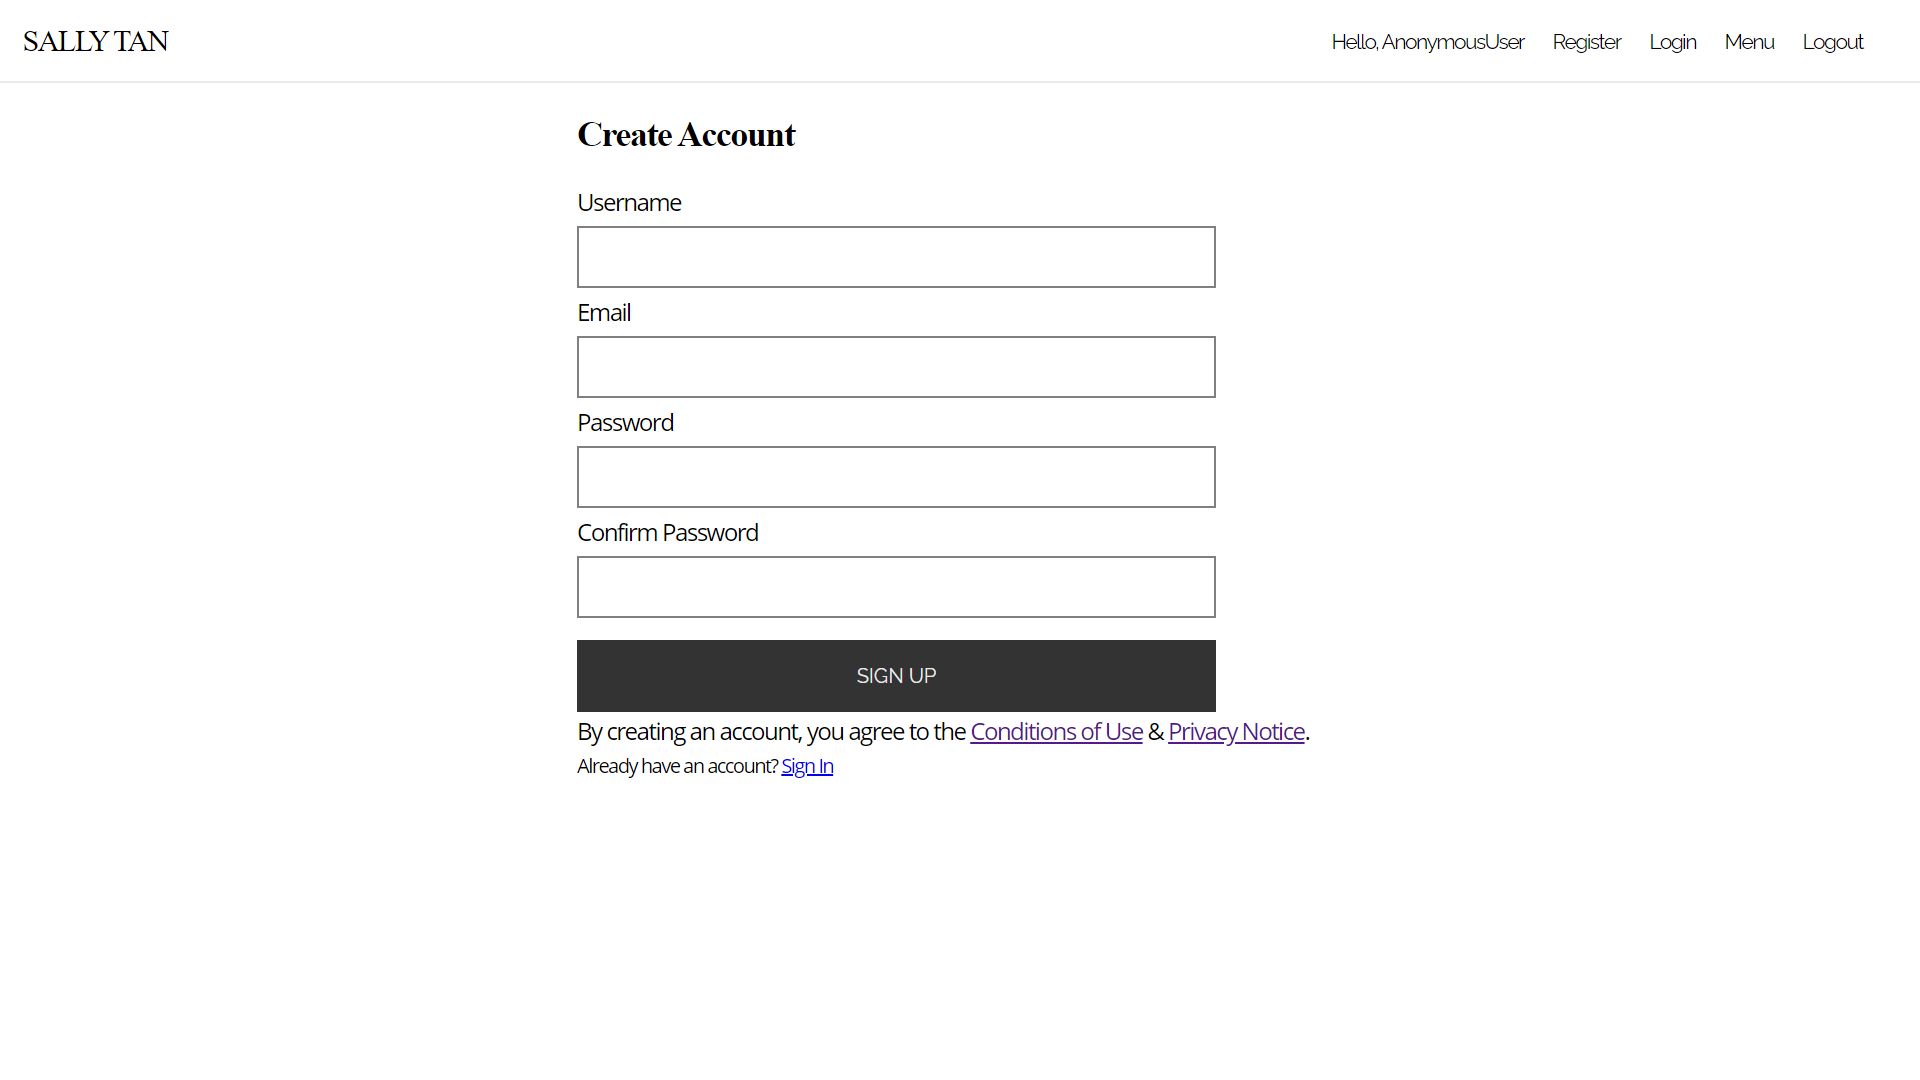 SALLY TAN
Hello, AnonymousUser Register Login Menu Logout
Create Account
Username
Email
Password
Confirm Password
SIGN UP
By creating an account, you agree to the Conditions of Use & Privacy Notice.
Already have an account? Sign In